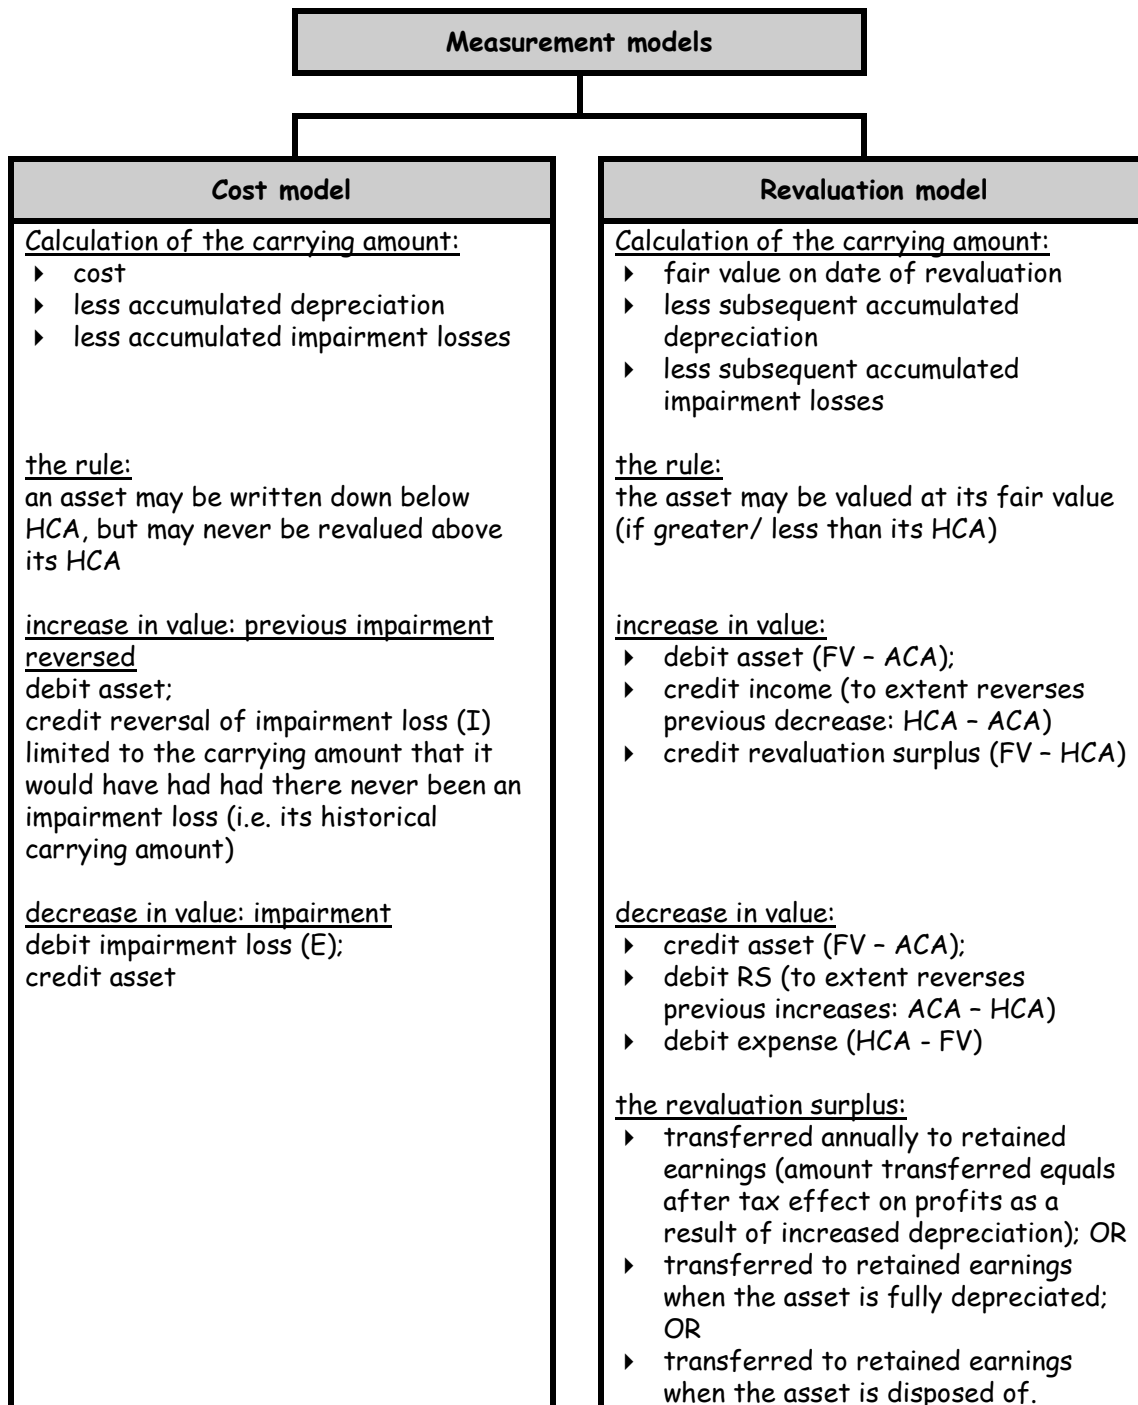 Measurement models
Cost model
Calculation of the carrying amount:
▸ cost
▸ less accumulated depreciation
▸ less accumulated impairment losses
the rule:
an asset may be written down below
HCA, but may never be revalued above
its HCA
increase in value: previous impairment
reversed
debit asset;
credit reversal of impairment loss (I)
limited to the carrying amount that it
would have had had there never been an
impairment loss (i.e. its historical
carrying amount)
decrease in value: impairment
debit impairment loss (E);
credit asset
Revaluation model
Calculation of the carrying amount:
▸ fair value on date of revaluation
▸ less subsequent accumulated
depreciation
▸ less subsequent accumulated
impairment losses
the rule:
the asset may be valued at its fair value
(if greater/ less than its HCA)
increase in value:
▸ debit asset (FV – ACA);
▸ credit income (to extent reverses
previous decrease: HCA – ACA)
▸ credit revaluation surplus (FV – HCA)
decrease in value:
▸ credit asset (FV – ACA);
▸ debit RS (to extent reverses
previous increases: ACA – HCA)
▸ debit expense (HCA - FV)
the revaluation surplus:
▸ transferred annually to retained
earnings (amount transferred equals
after tax effect on profits as a
result of increased depreciation); OR
▸ transferred to retained earnings
when the asset is fully depreciated;
OR
▸ transferred to retained earnings
when the asset is disposed of.